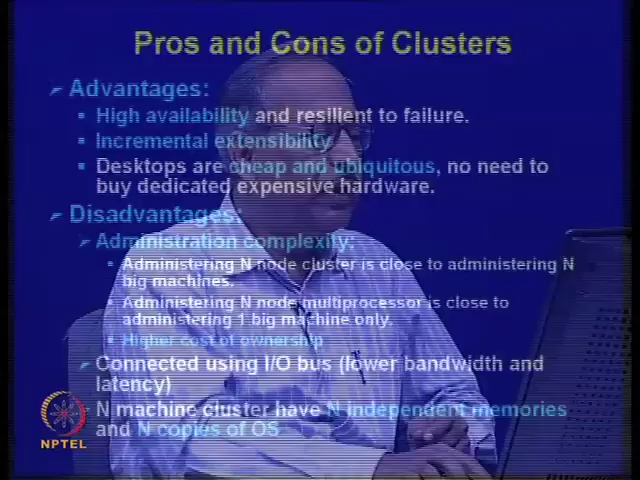 Pros and Cons of Clusters
Advantages:
High availability and resilient to failure.
Incremental extensibility
Desktops are cheap and ubiquitous, no need to
buy dedicated expensive hardware.
Disadvantages:
Administration complexity:
Administering N node cluster is close to administering N
big machines.
Administering N node multiprocessor is close to
administering 1 big machine only.
Higher cost of ownership
Connected using I/O bus (lower bandwidth and
latency)
N machine cluster have N independent memories
and N copies of OS
NPTEL